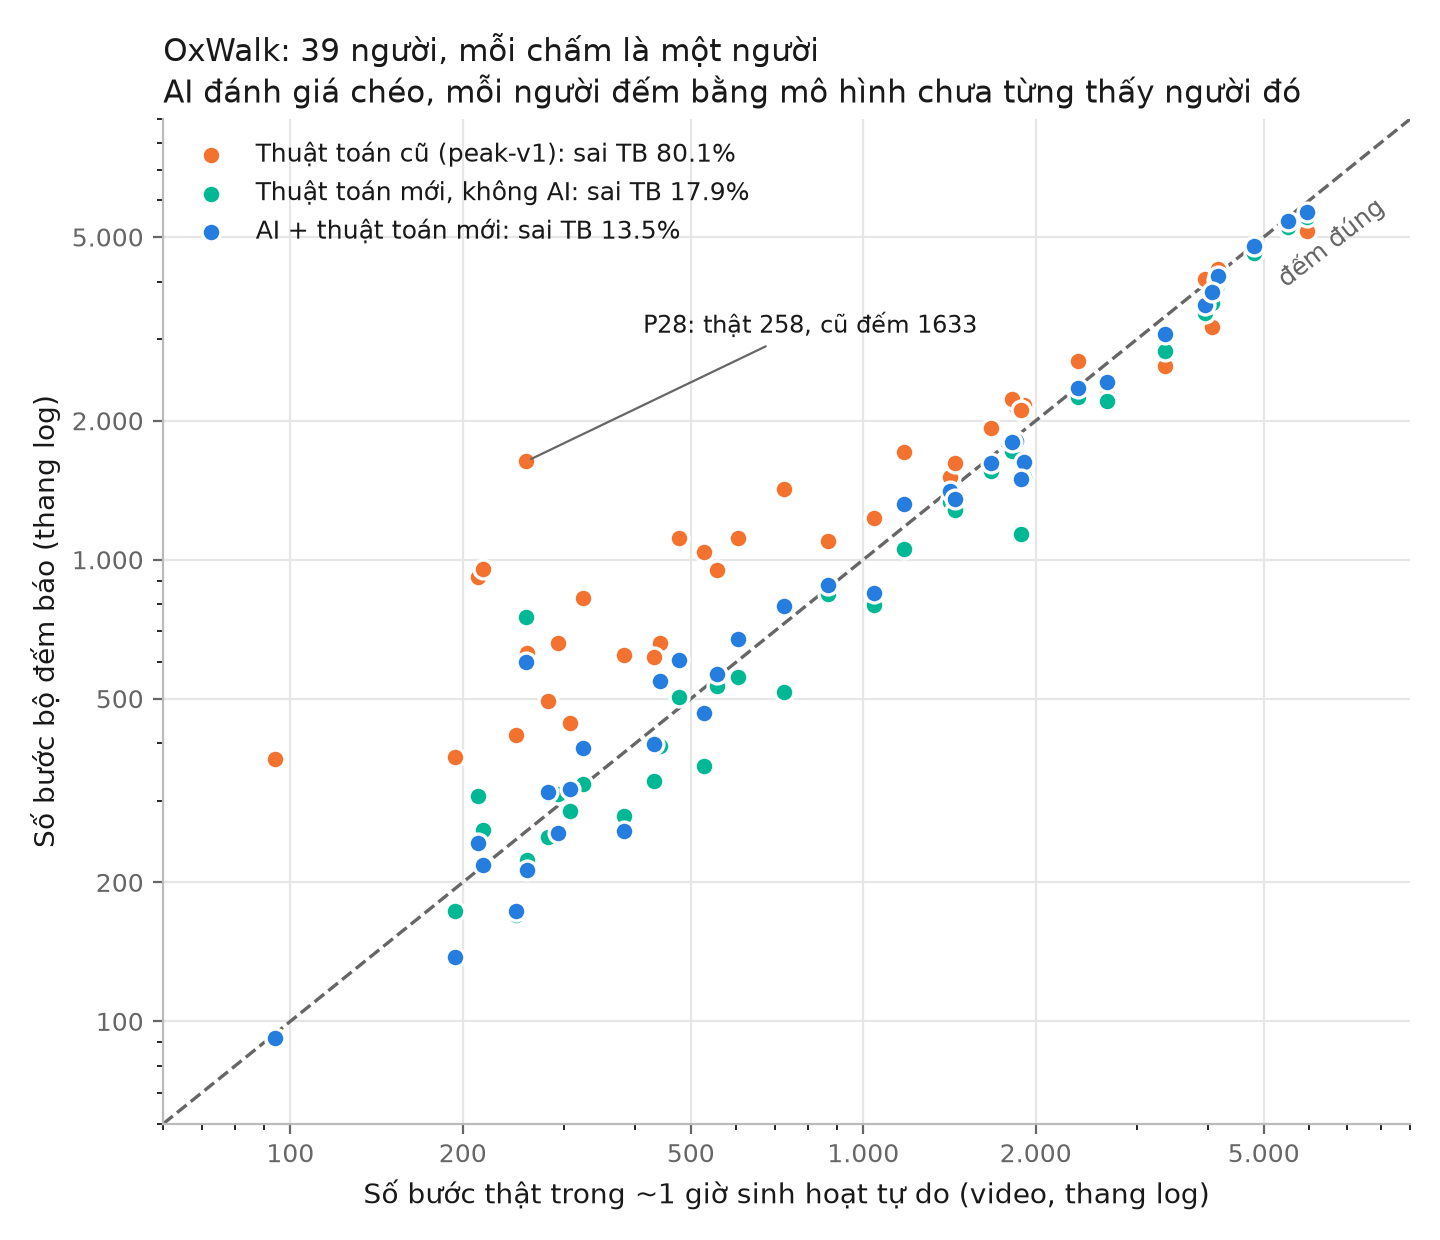 OxWalk: 39 người, mỗi chấm là một người
AI đánh giá chéo, mỗi người đếm bằng mô hình chưa từng thấy người đó
Thuật toán cũ (peak-v1): sai TB 80.1%
Thuật toán mới, không AI: sai TB 17.9%
AI + thuật toán mới: sai TB 13.5%
đếm đúng
P28: thật 258, cũ đếm 1633
Số bước bộ đếm báo (thang log)
5.000
2.000
1.000
500
200
100
100
200
500
1.000
2.000
5.000
Số bước thật trong ~1 giờ sinh hoạt tự do (video, thang log)